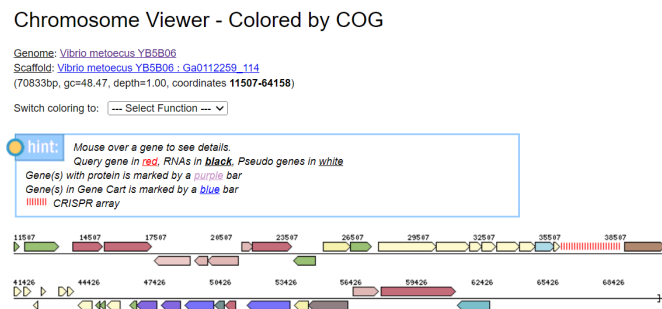 Chromosome Viewer - Colored by COG
Genome: Vibrio metoecus YB5B06
Scaffold: Vibrio metoecus YB5B06 : Ga0112259_114
(70833bp, gc=48.47, depth=1.00, coordinates 11507-64158)
Switch coloring to: --- Select Function ---
hint: Mouse over a gene to see details.
Query gene in red, RNAs in black, Pseudo genes in white
Gene(s) with protein is marked by a purple bar
Gene(s) in Gene Cart is marked by a blue bar
CRISPR array
11507 14507 17507 20507 23507 26507 29507 32507 35507 38507
41426 44426 47426 50426 53426 56426 59426 62426 65426 68426